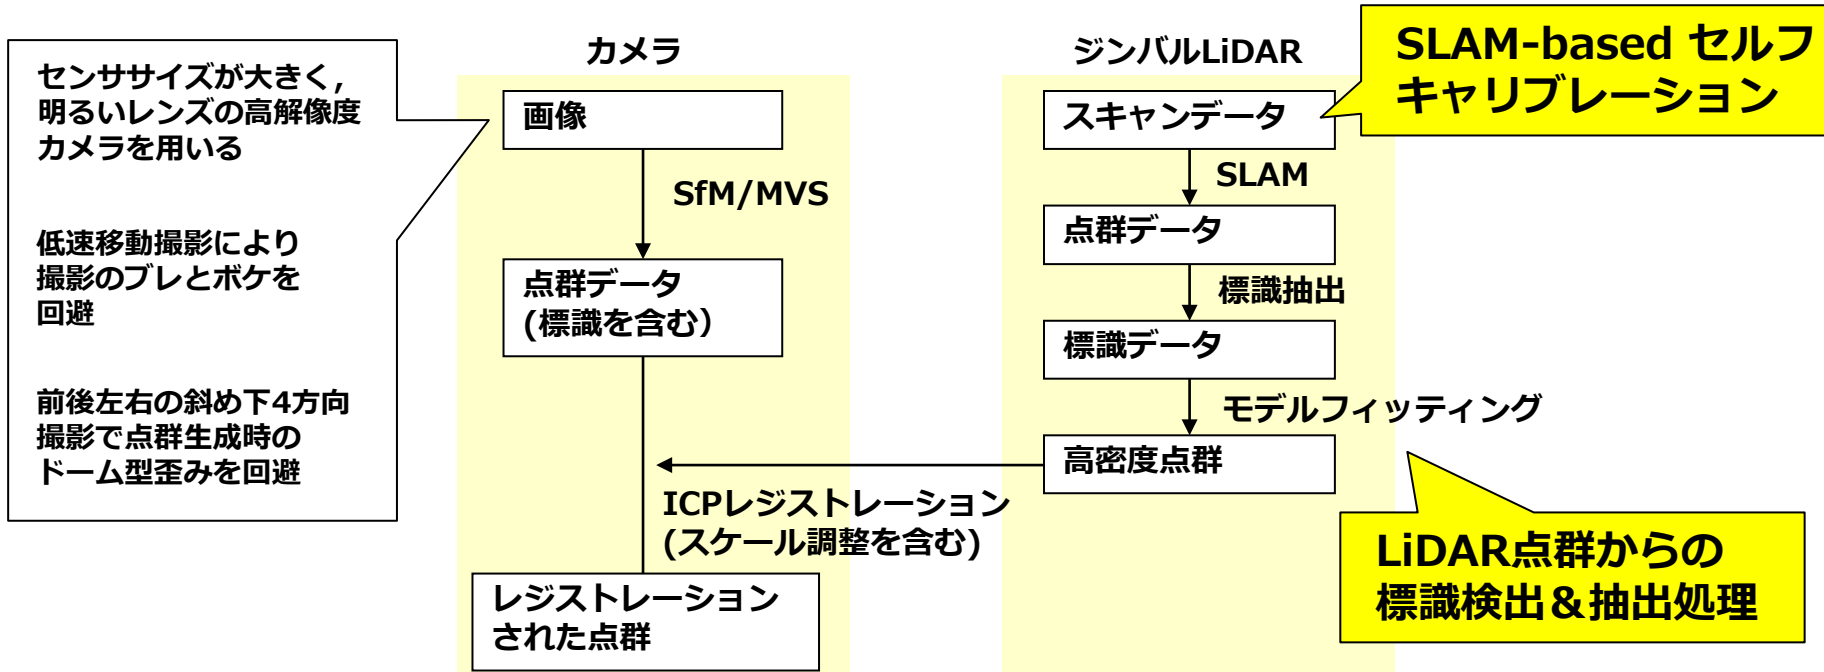 センササイズが大きく,
明るいレンズの高解像度
カメラを用いる
低速移動撮影により
撮影のブレとボケを
回避
前後左右の斜め下4方向
撮影で点群生成時の
ドーム型歪みを回避
カメラ
画像
SfM/MVS
点群データ
(標識を含む）
ICPレジストレーション
(スケール調整を含む)
レジストレーション
された点群
ジンバルLiDAR
スキャンデータ
SLAM
点群データ
標識抽出
標識データ
モデルフィッティング
高密度点群
SLAM-based セルフ
キャリブレーション
LiDAR点群からの
標識検出＆抽出処理